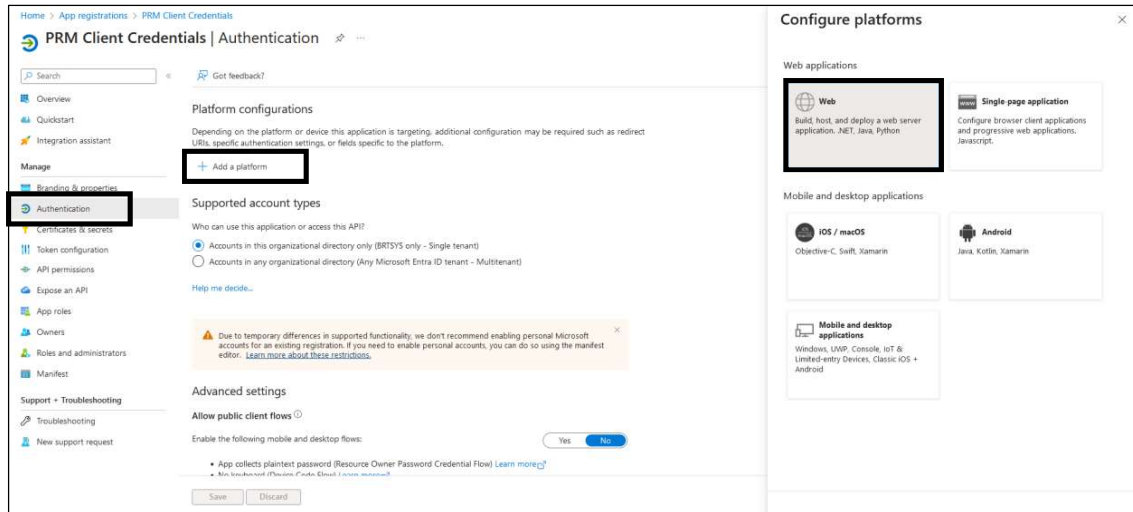 Home > App registrations > PRM Client Credentials
PRM Client Credentials | Authentication
Search
Overview
Quickstart
Integration assistant
Manage
Branding & properties
Authentication
Certificates & secrets
Token configuration
API permissions
Expose an API
App roles
Owners
Roles and administrators
Manifest
Support + Troubleshooting
Troubleshooting
New support request
Got feedback?
Platform configurations
Depending on the platform or device this application is targeting, additional configuration may be required such as redirect
URIs, specific authentication settings, or fields specific to the platform.
+ Add a platform
Supported account types
Who can use this application or access this API?
Accounts in this organizational directory only (BRTSYS only - Single tenant)
Accounts in any organizational directory (Any Microsoft Entra ID tenant - Multitenant)
Help me decide...
Due to temporary differences in supported functionality, we don't recommend enabling personal Microsoft
accounts for an existing registration. If you need to enable personal accounts, you can do so using the manifest
editor. Learn more about these restrictions.
Advanced settings
Allow public client flows
Enable the following mobile and desktop flows:
Yes No
• App collects plaintext password (Resource Owner Password Credential Flow) Learn more
• No keyboard (Device Code Flow) Learn more
Save Discard
Configure platforms
Web applications
Web
Build, host, and deploy a web server
application. .NET, Java, Python
Single-page application
Configure browser client applications
and progressive web applications.
Javascript.
Mobile and desktop applications
iOS / macOS
Objective-C, Swift, Xamarin
Android
Java, Kotlin, Xamarin
Mobile and desktop
applications
Windows, UWP, Console, IoT &
Limited-entry Devices, Classic iOS +
Android